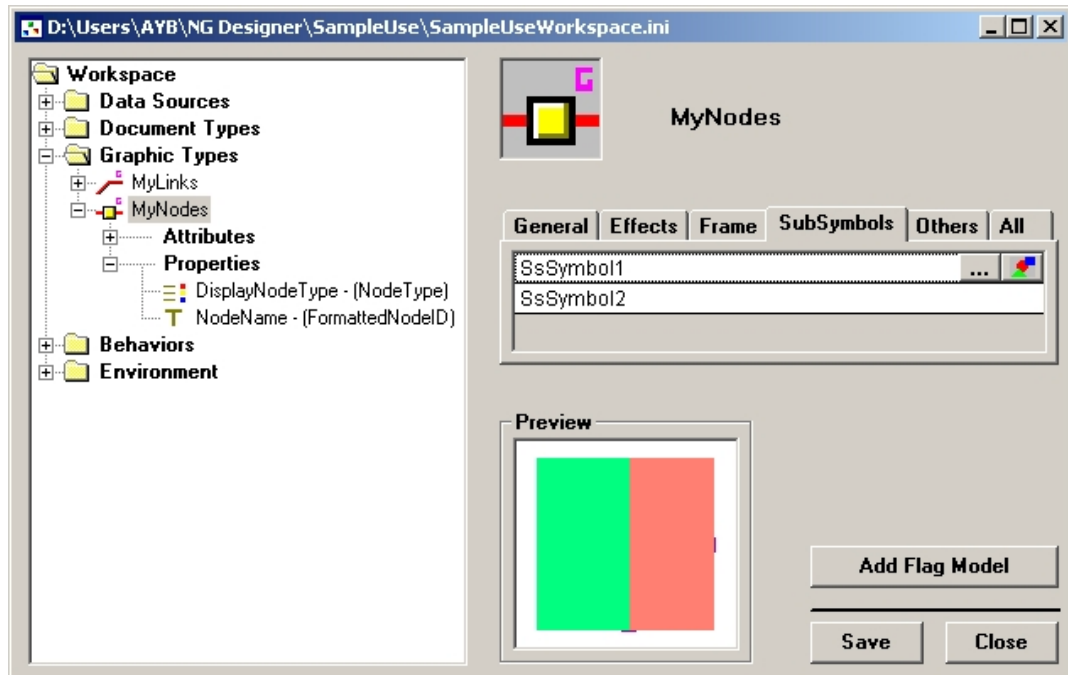 D:\Users\AYB\NG Designer\SampleUse\SampleUseWorkspace.ini
Workspace
Data Sources
Document Types
Graphic Types
MyLinks
MyNodes
Attributes
Properties
DisplayNodeType - (NodeType)
NodeName - (FormattedNodeID)
Behaviors
Environment
G
MyNodes
General Effects Frame SubSymbols Others All
SsSymbol1 ...
SsSymbol2
Preview
Add Flag Model
Save Close